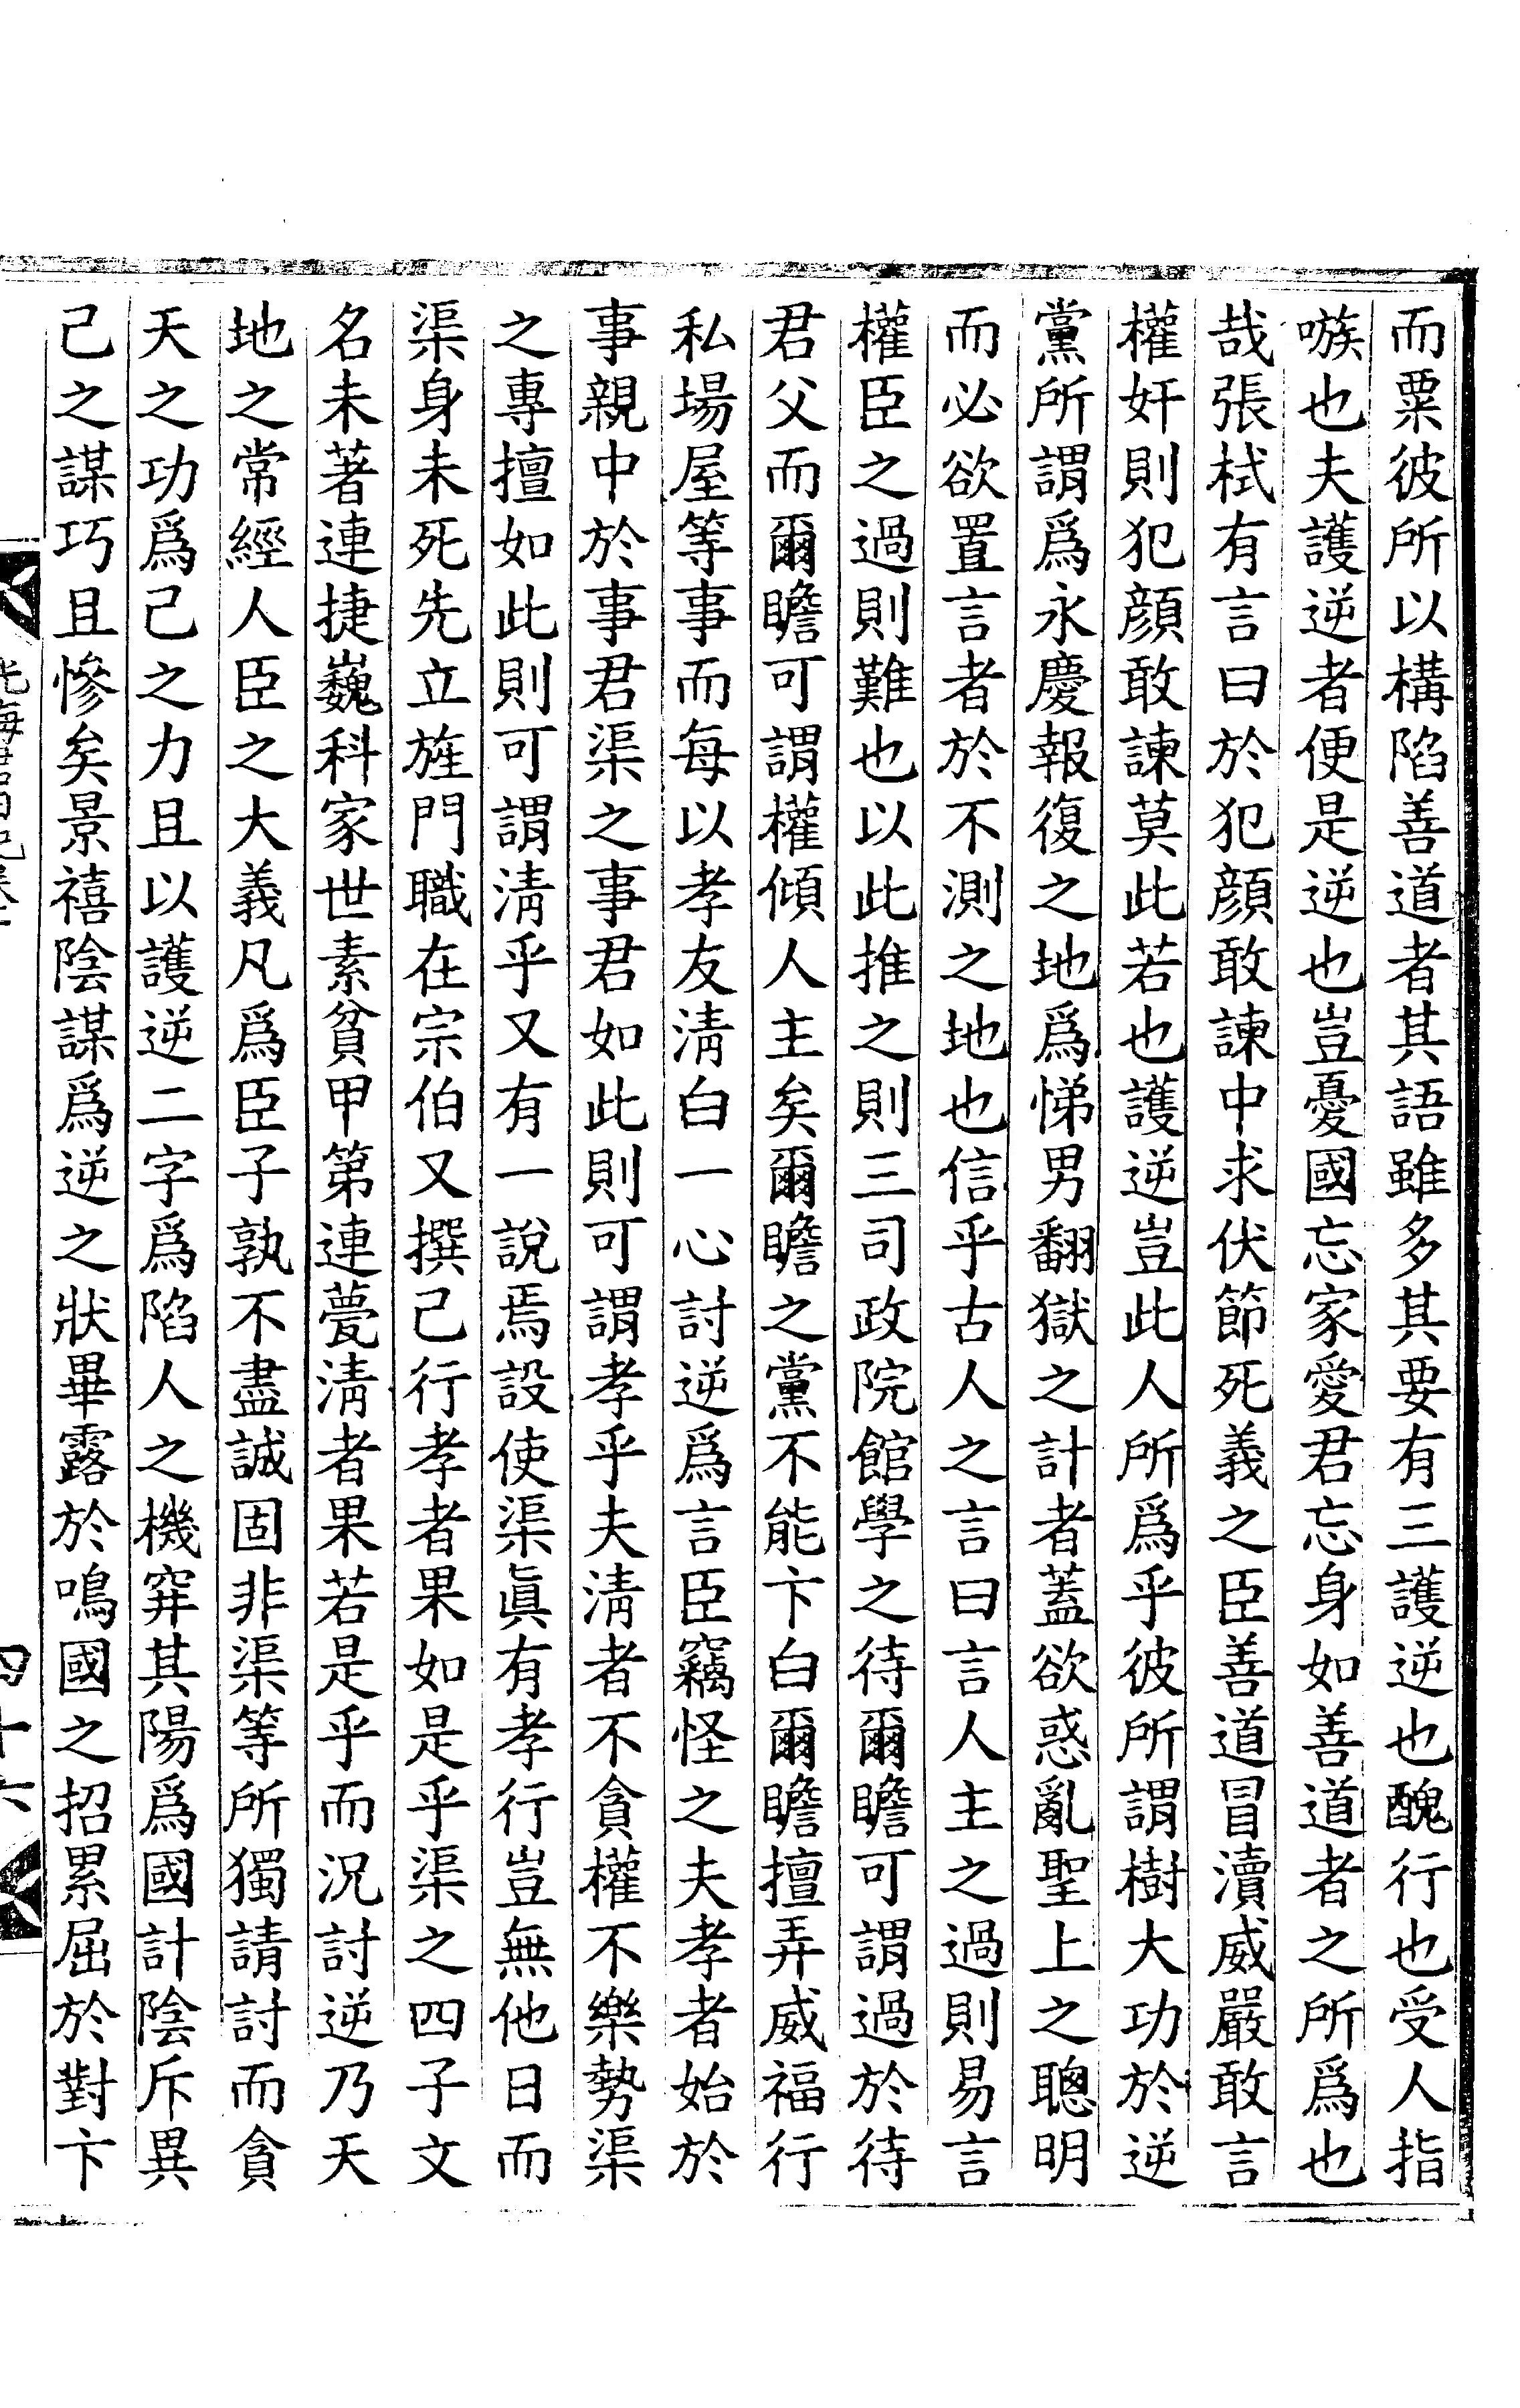 而粟彼所以構陷善道者其語雖多其要有三護逆也醜行也受人指
嗾也夫護逆者便是逆也豈憂國忘家愛君忘身如善道者之所爲也
哉張栻有言曰於犯顔敢諫中求伏節死義之臣善道冒瀆威嚴敢言
權奸則犯顔敢諫莫此若也護逆豈此人所爲乎彼所謂樹大功於逆
黨所謂爲永慶報復之地爲悌男翻獄之計者蓋欲惑亂聖上之聰明
而必欲置言者於不測之地也信乎古人之言曰言人主之過則易言
權臣之過則難也以此推之則三司政院館學之待爾瞻可謂過於待
君父而爾瞻可謂權傾人主矣爾瞻之黨不能卞白爾瞻擅弄威福行
私場屋等事而每以孝友淸白一心討逆爲言臣竊怪之夫孝者始於
事親中於事君渠之事君如此則可謂孝乎夫淸者不貪權不樂勢渠
之專擅如此則可謂淸乎又有一說焉設使渠眞有孝行豈無他日而
渠身未死先立旌門職在宗伯又撰己行孝者果如是乎渠之四子文
名未著連捷巍科家世素貧甲第連甍淸者果若是乎而況討逆乃天
地之常經人臣之大義凡爲臣子孰不盡誠固非渠等所獨請討而貪
天之功爲己之力且以護逆二字爲陷人之機穽其陽爲國計陰斥異
己之謀巧且慘矣景禧陰謀爲逆之狀畢露於鳴國之招累屈於對卞
光海君日記卷
四十六